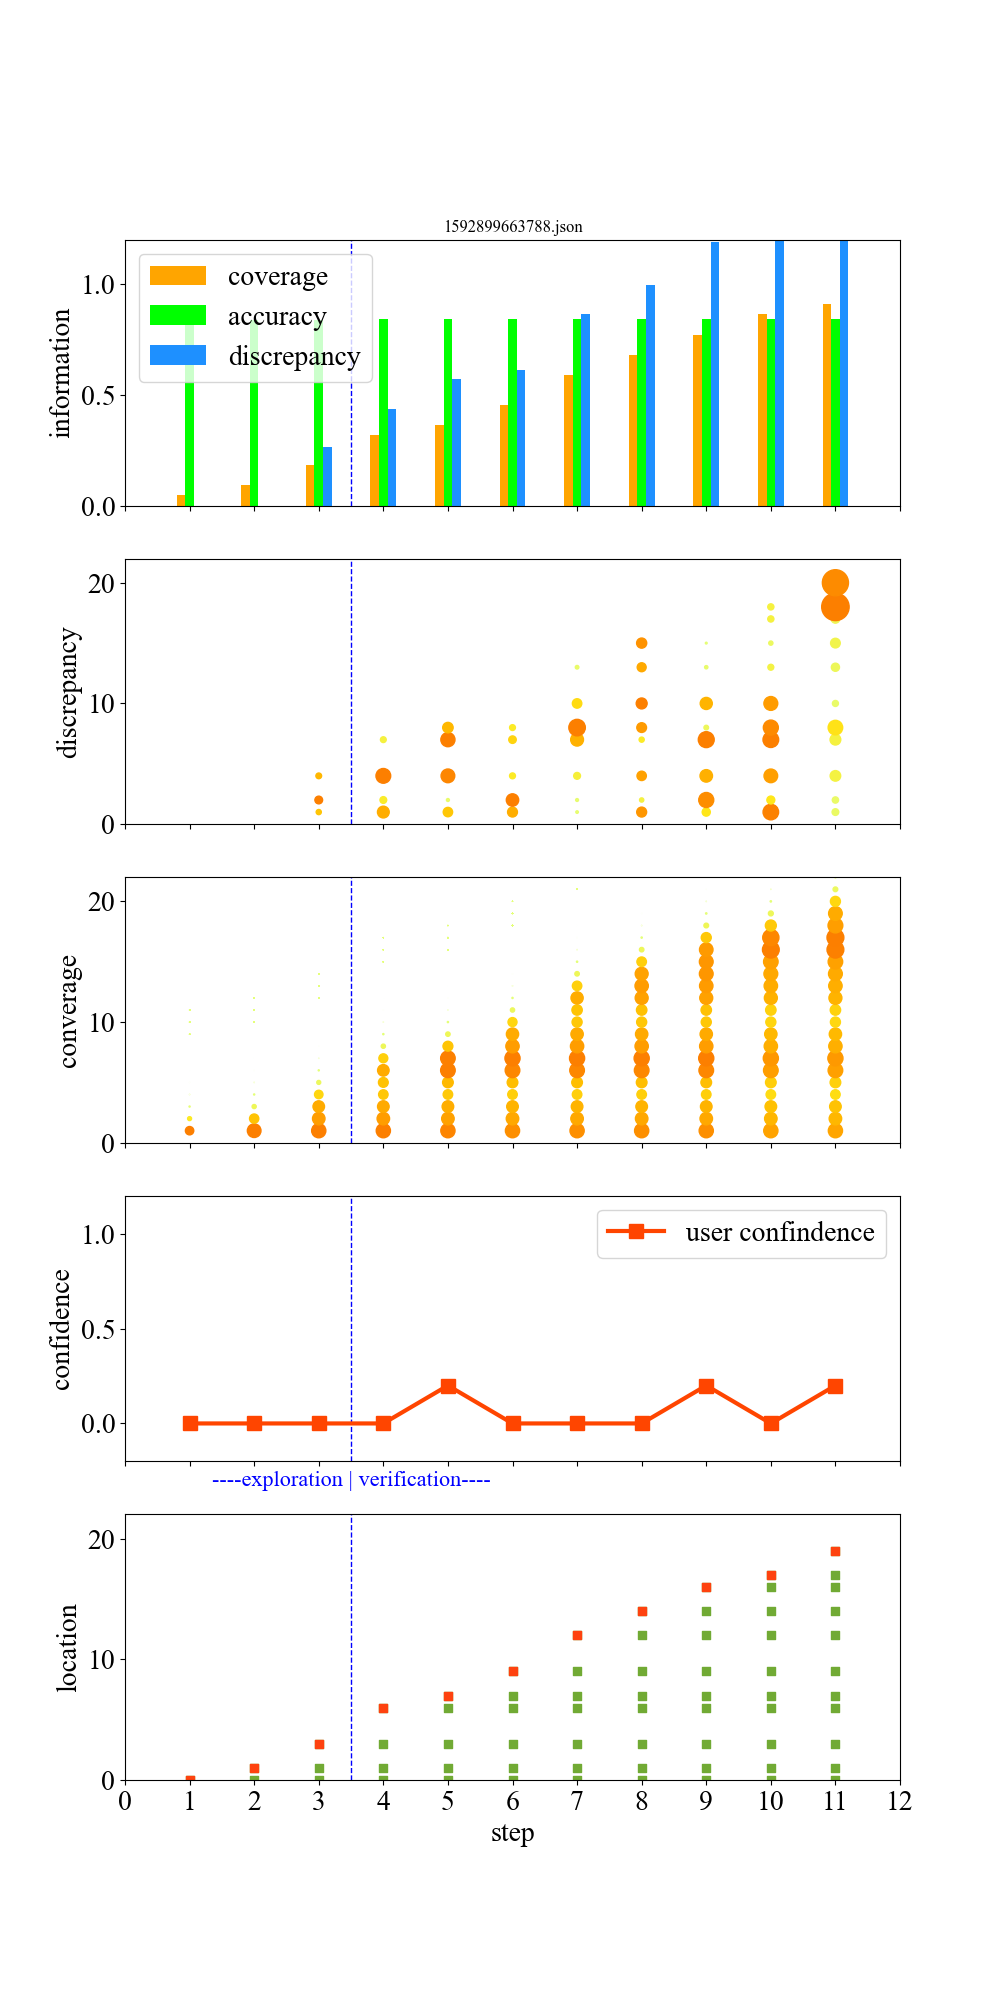 1592899663788.json
information
1.0
0.5
0.0
coverage
accuracy
discrepancy
discrepancy
20
10
0
converage
20
10
0
confidence
1.0
0.5
0.0
user confindence
----exploration | verification----
location
20
10
0
0 1 2 3 4 5 6 7 8 9 10 11 12
step